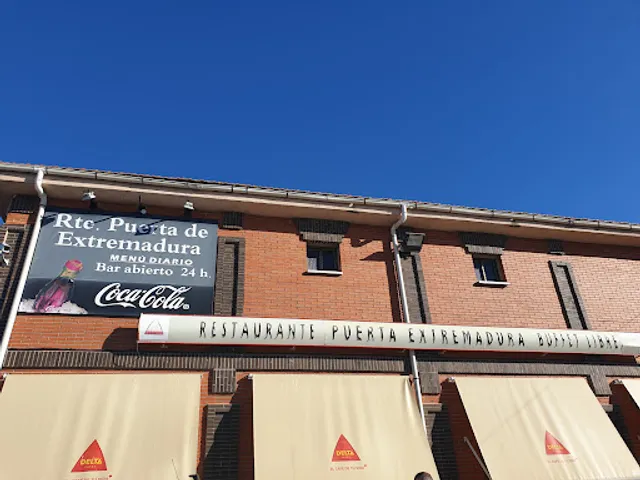 Rte. Puerta de
Extremadura
MENÚ DIARIO
Bar abierto 24 h.
Coca-Cola
RESTAURANTE PUERTA EXTREMADURA BUFFET LIBRE
DELTA
DELTA
DELTA